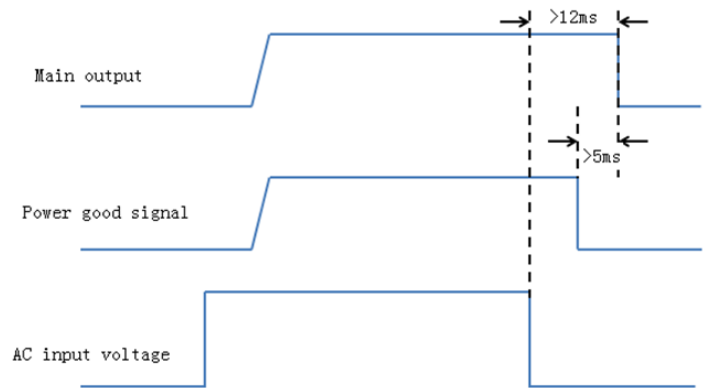 >12ms
Main output
>5ms
Power good signal
AC input voltage